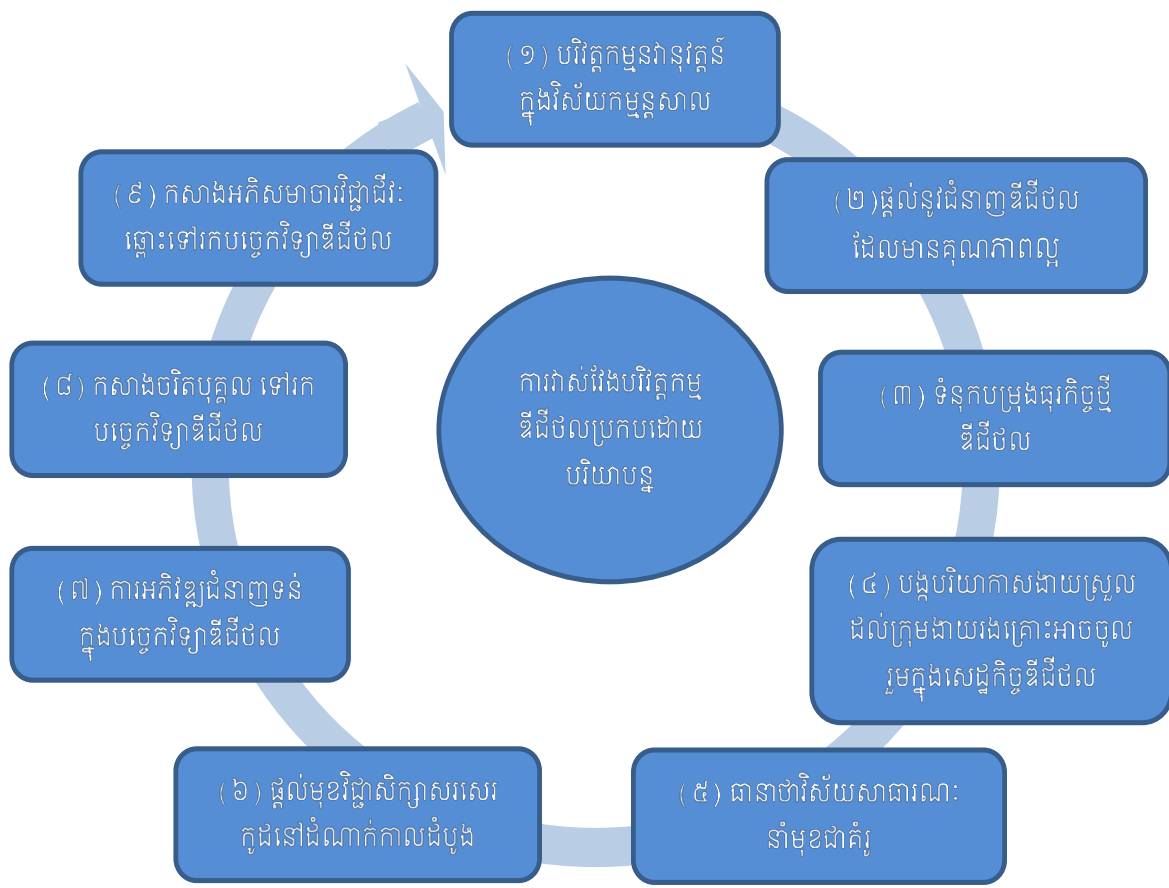 (១) បរិវត្តកម្មនវានុវត្តន៍
ក្នុងវិស័យកម្មន្តសាល
(២)ផ្តល់នូវជំនាញឌីជីថល
ដែលមានគុណភាពល្អ
(៣) ទំនុកបម្រុងធុរកិច្ចថ្មី
ឌីជីថល
(៤) បង្កបរិយាកាសងាយស្រួល
ដល់ក្រុមងាយរងគ្រោះអាចចូល
រួមក្នុងសេដ្ឋកិច្ចឌីជីថល
(៥) ធានាថាវិស័យសាធារណៈ
នាំមុខជាគំរូ
(៦) ផ្តល់មុខវិជ្ជាសិក្សាសរសេរ
កូដនៅដំណាក់កាលដំបូង
(៧) ការអភិវឌ្ឍជំនាញទន់
ក្នុងបច្ចេកវិទ្យាឌីជីថល
(៨) កសាងចរិតបុគ្គល ទៅរក
បច្ចេកវិទ្យាឌីជីថល
(៩) កសាងអភិសមាចារវិជ្ជាជីវៈ
ឆ្ពោះទៅរកបច្ចេកវិទ្យាឌីជីថល
ការវាស់វែងបរិវត្តកម្ម
ឌីជីថលប្រកបដោយ
បរិយាបន្ន